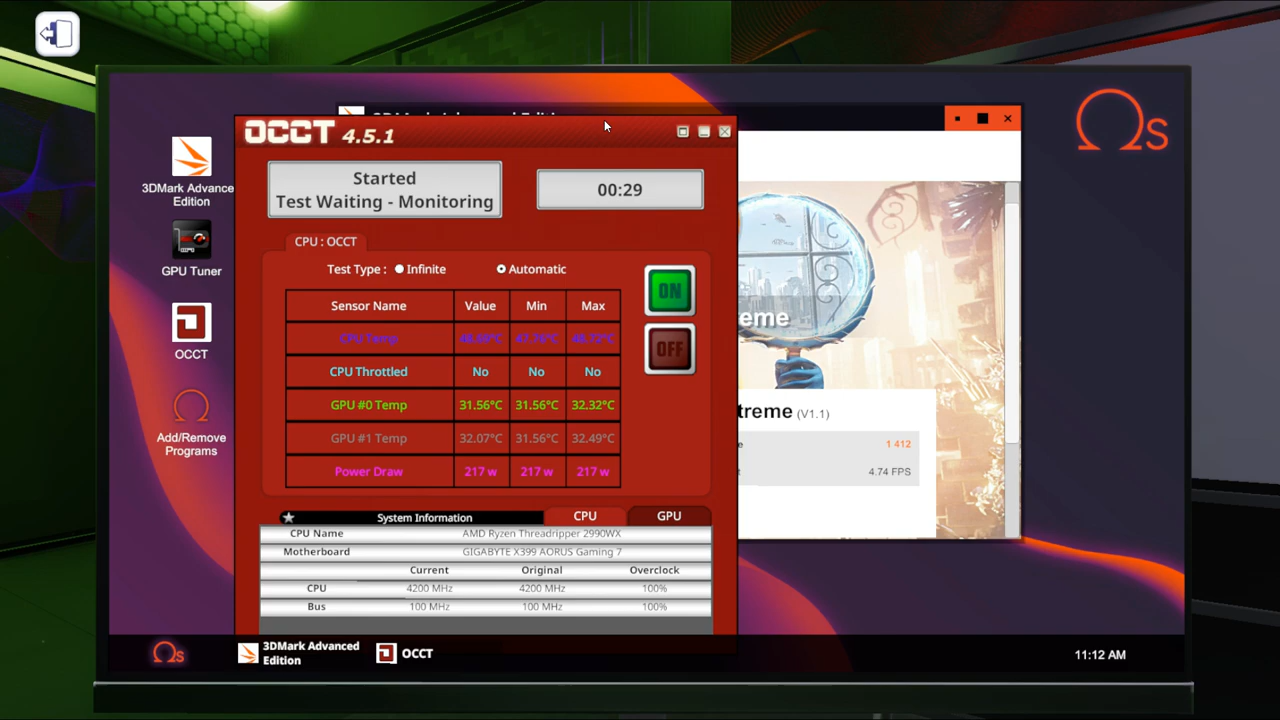 3DMark Advance
Edition
GPU Tuner
OCCT
Add/Remove
Programs
OCCT 4.5.1
Started
Test Waiting - Monitoring
00:29
CPU : OCCT
Test Type : Infinite Automatic
Sensor Name Value Min Max
CPU Temp
CPU Throttled No No No
GPU #0 Temp 31.56°C 31.56°C 32.32°C
GPU #1 Temp 32.07°C 31.56°C 32.49°C
Power Draw 217 w 217 w 217 w
ON
OFF
System Information CPU GPU
CPU Name AMD Ryzen Threadripper 2990WX
Motherboard GIGABYTE X399 AORUS Gaming 7
Current Original Overclock
CPU 4200 MHz 4200 MHz 100%
Bus 100 MHz 100 MHz 100%
eme
treme (V1.1)
e 1 412
t 4.74 FPS
Ωs
Ωs
3DMark Advanced
Edition
OCCT
11:12 AM